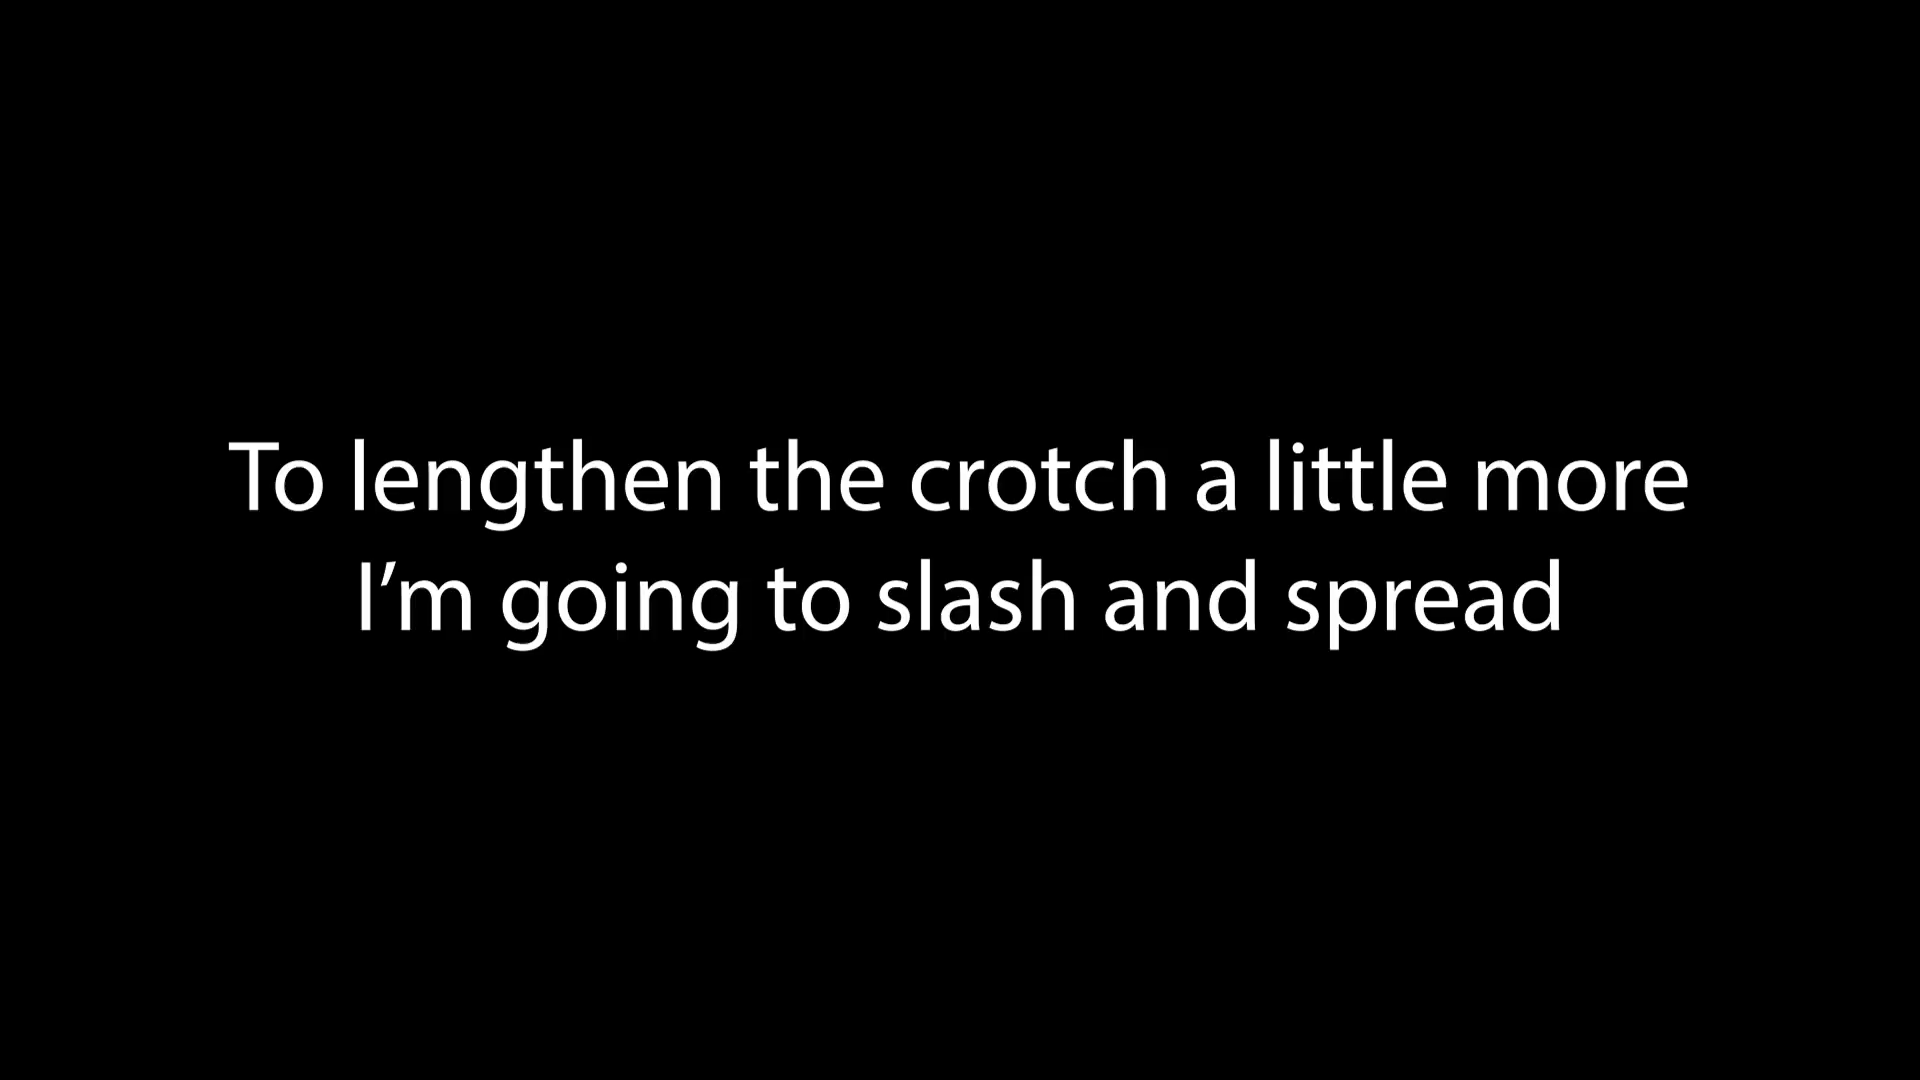 To lengthen the crotch a little more
I’m going to slash and spread